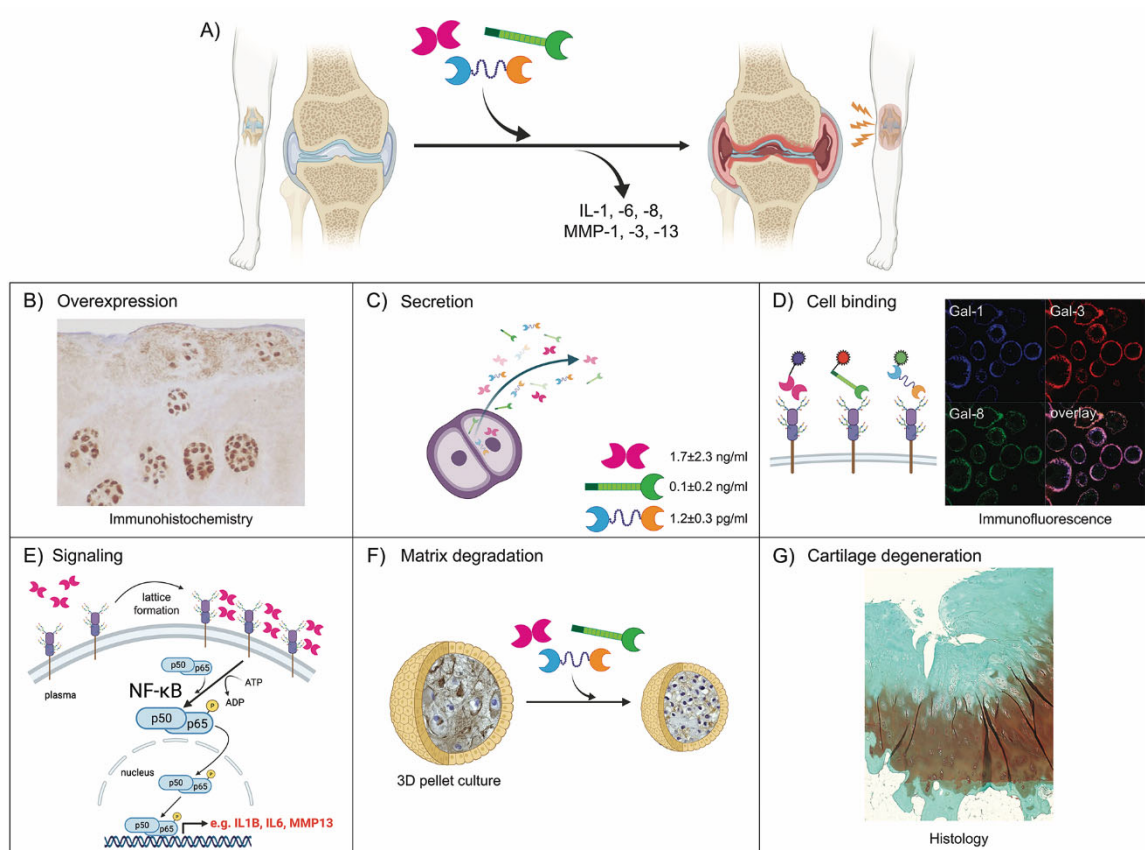 A)
IL-1, -6, -8,
MMP-1, -3, -13
B) Overexpression
Immunohistochemistry
C) Secretion
1.7±2.3 ng/ml
0.1±0.2 ng/ml
1.2±0.3 pg/ml
D) Cell binding
Gal-1
Gal-3
Gal-8
overlay
Immunofluorescence
E) Signaling
lattice
formation
plasma
p50
p65
ATP
ADP
NF-κB
P
p50
p65
nucleus
P
p50
p65
P
p50
p65
e.g. IL1B, IL6, MMP13
F) Matrix degradation
3D pellet culture
G) Cartilage degeneration
Histology